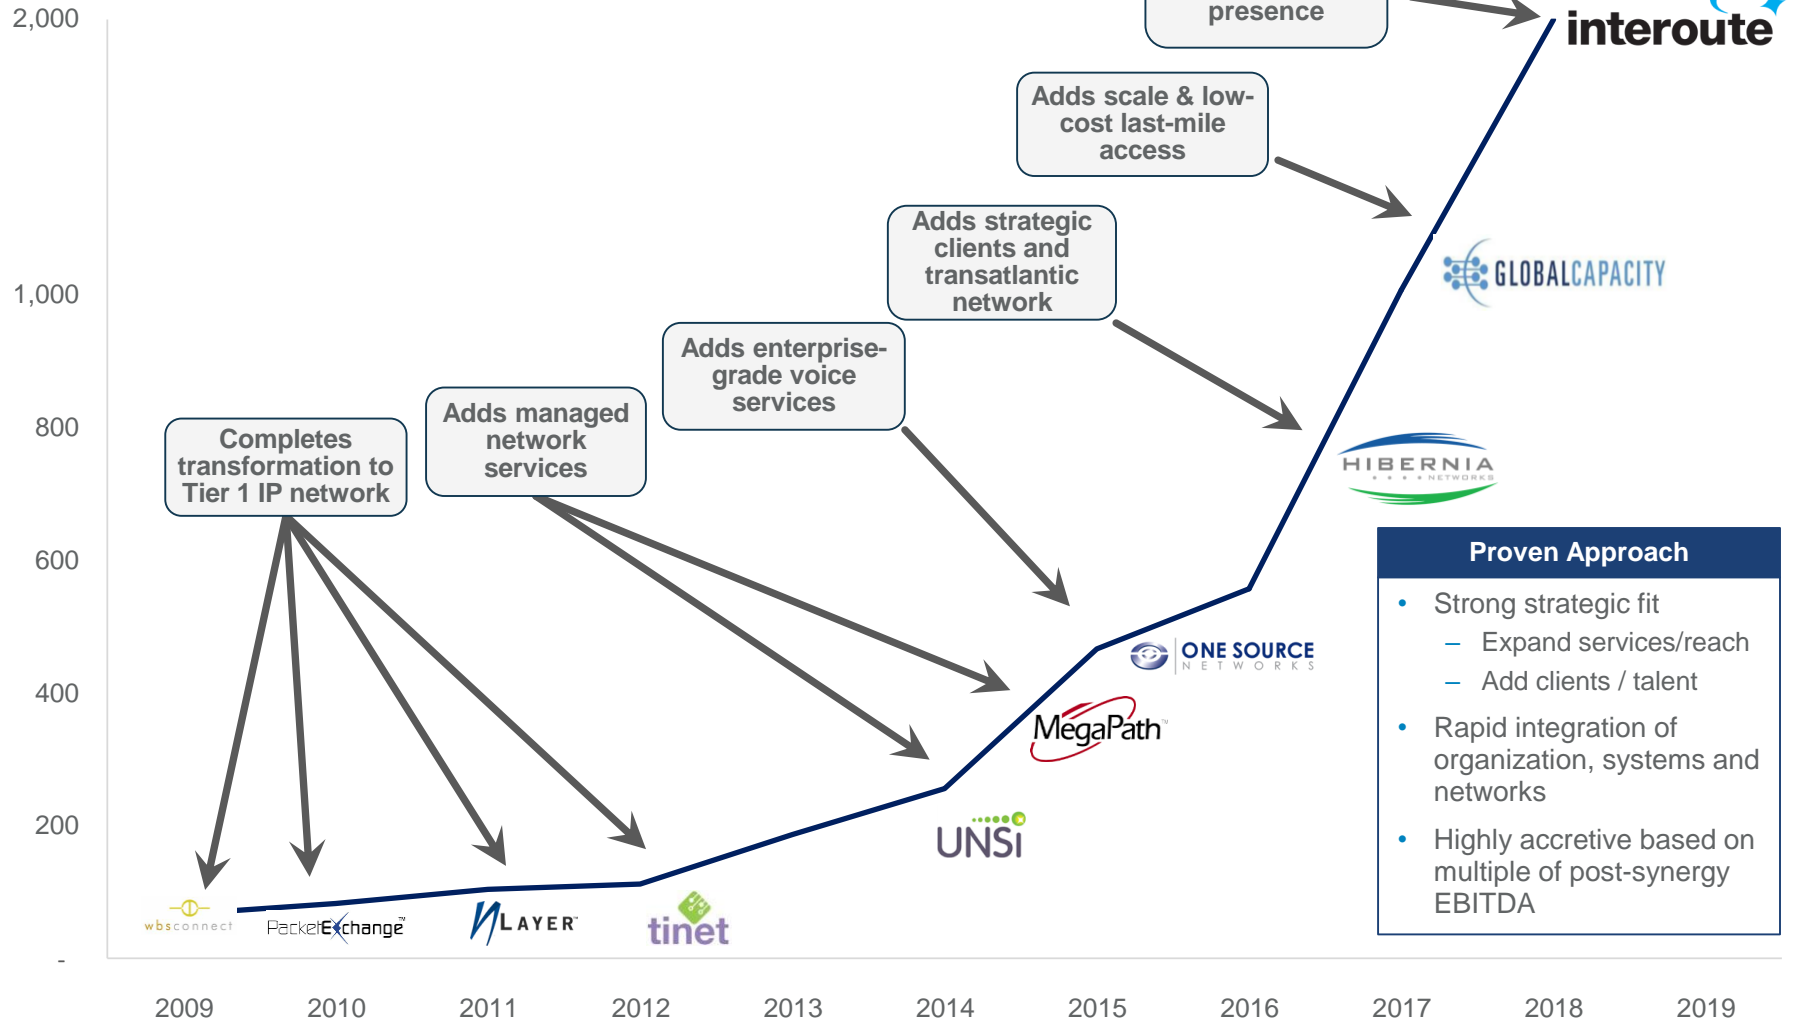 2,000
presence
interoute
Adds scale & low-
cost last-mile
access
Adds strategic
clients and
transatlantic
network
GLOBALCAPACITY
1,000
Adds enterprise-
grade voice
services
800
Adds managed
network
services
Completes
transformation to
Tier 1 IP network
HIBERNIA
NETWORKS
600
Proven Approach
• Strong strategic fit
– Expand services/reach
– Add clients / talent
• Rapid integration of
organization, systems and
networks
• Highly accretive based on
multiple of post-synergy
EBITDA
ONE SOURCE
NETWORKS
400
MegaPath™
200
UNSi
wbsconnect
PacketExchange™
NLAYER™
tinet
-
2009 2010 2011 2012 2013 2014 2015 2016 2017 2018 2019